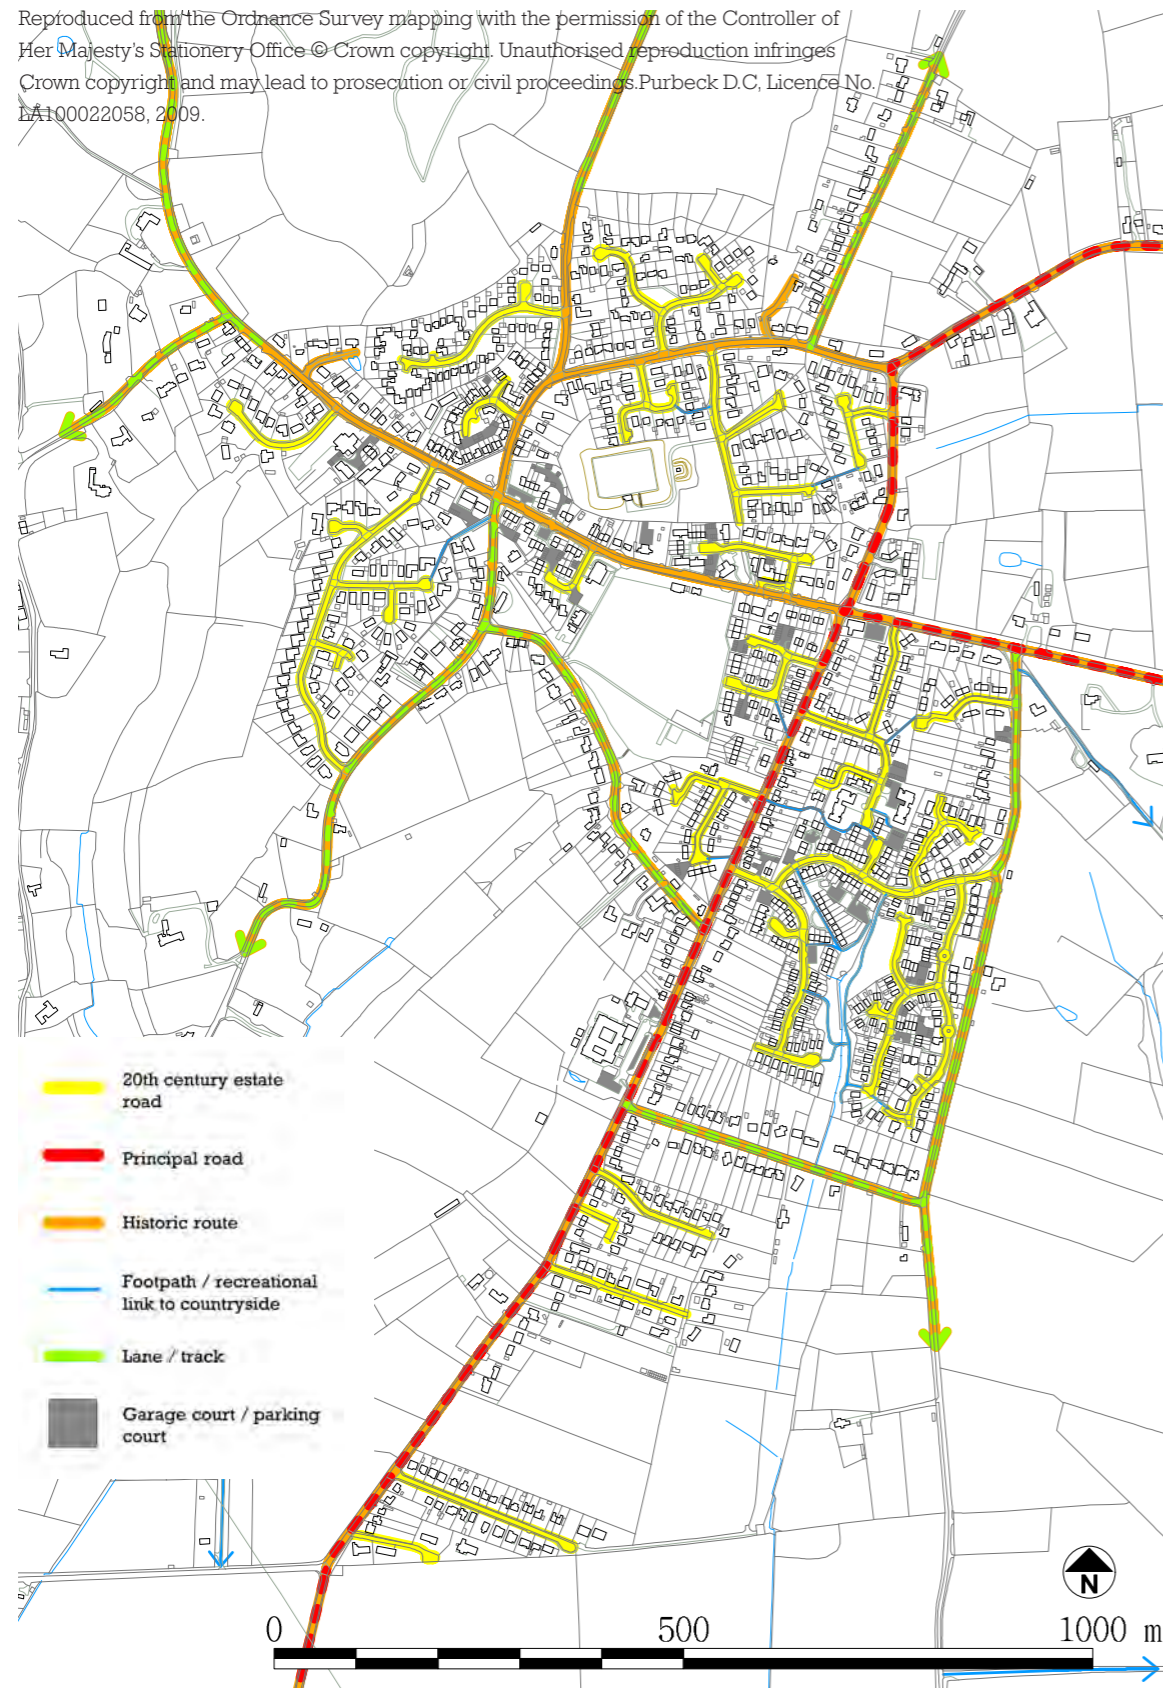 Reproduced from the Ordnance Survey mapping with the permission of the Controller of
Her Majesty's Stationery Office © Crown copyright. Unauthorised reproduction infringes
Crown copyright and may lead to prosecution or civil proceedings.Purbeck D.C, Licence No.
LA100022058, 2009.
20th century estate
road
Principal road
Historic route
Footpath / recreational
link to countryside
Lane / track
Garage court / parking
court
N
0 500 1000 m